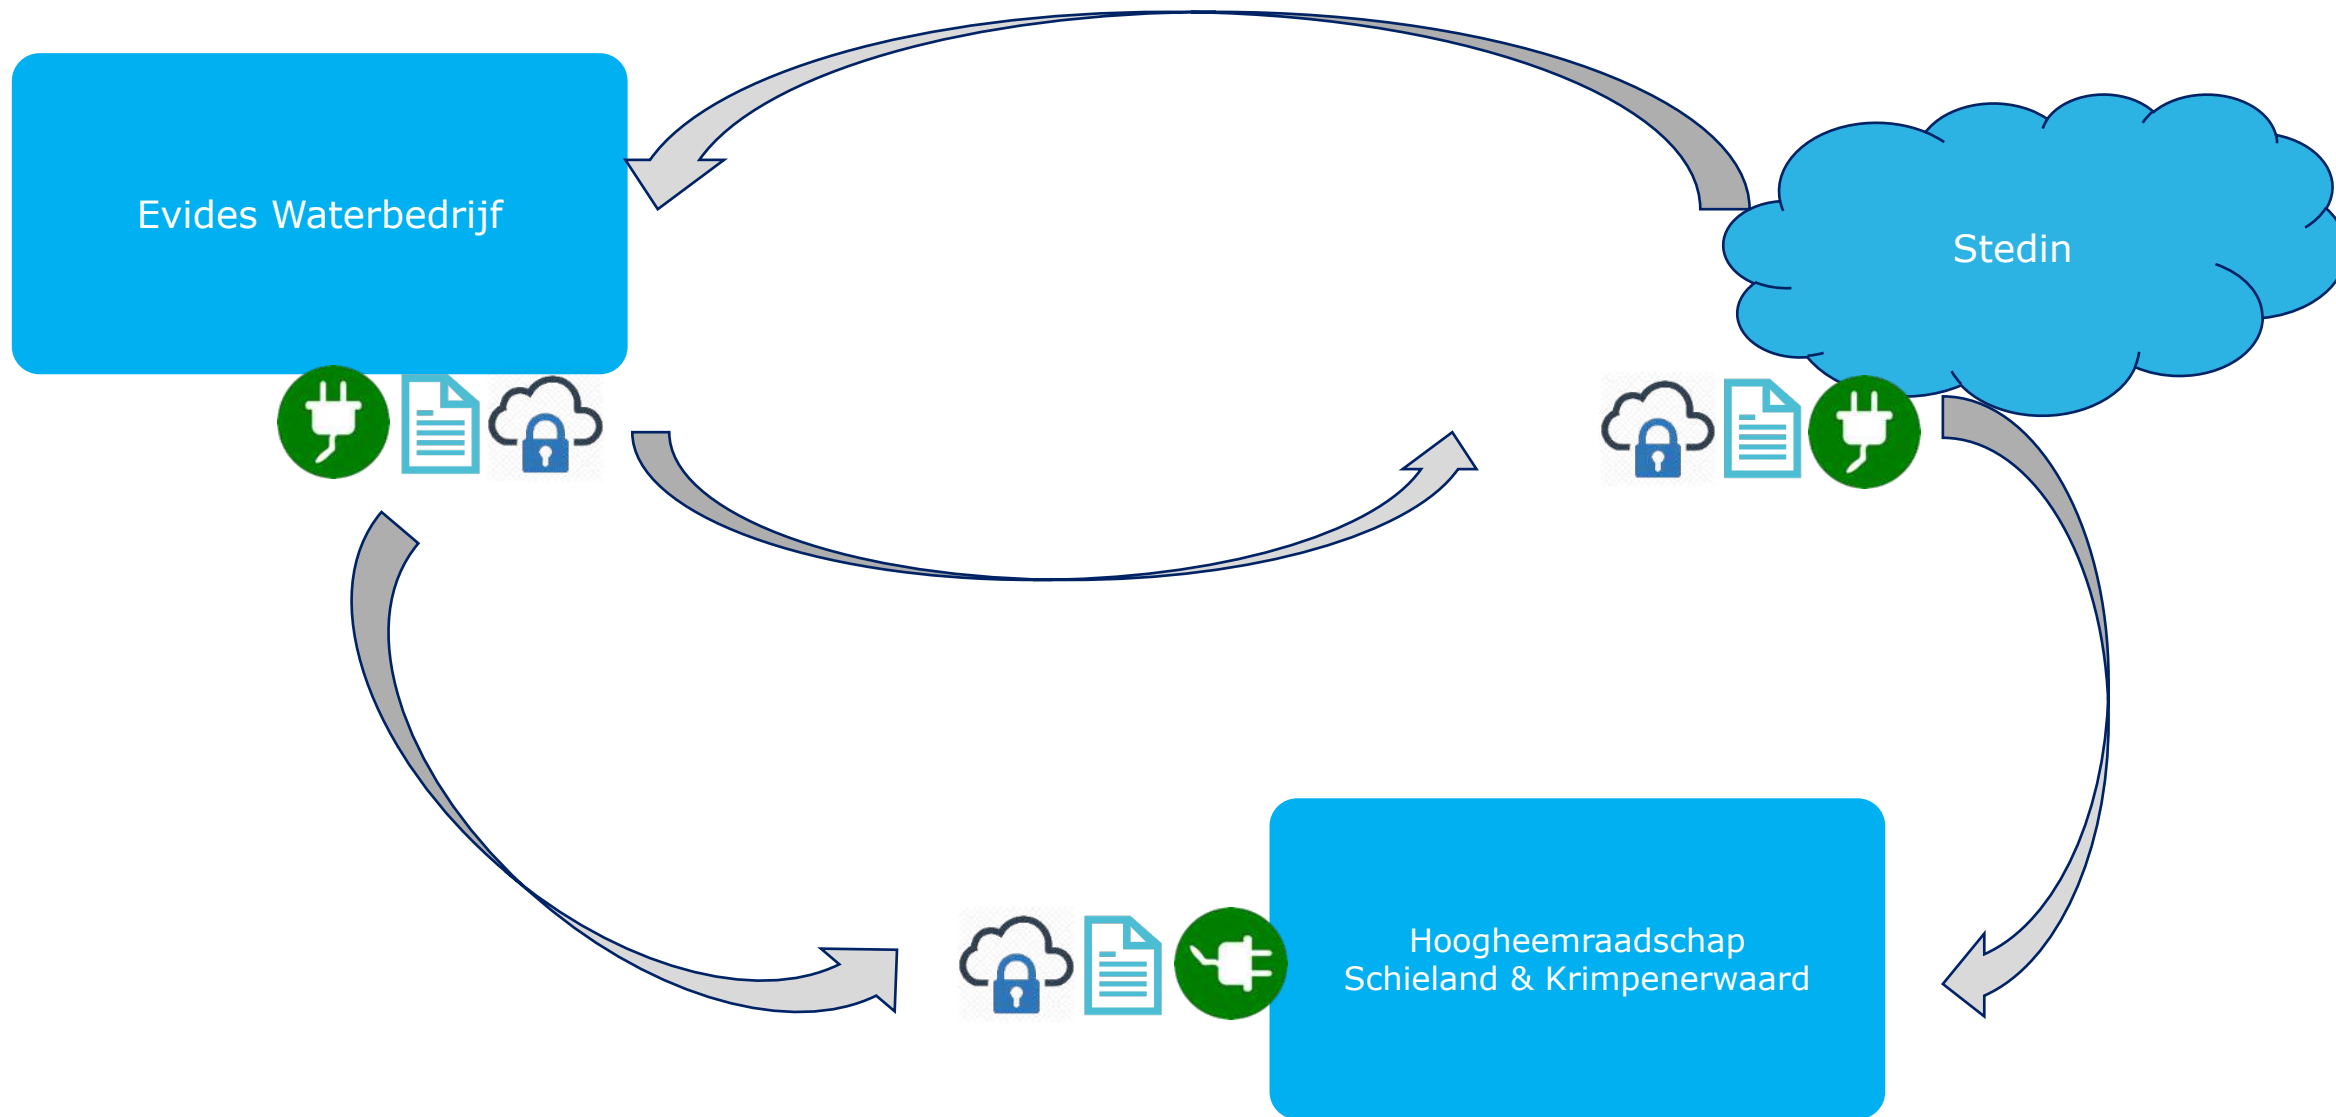 Evides Waterbedrijf
Stedin
Hoogheemraadschap
Schieland & Krimpenerwaard